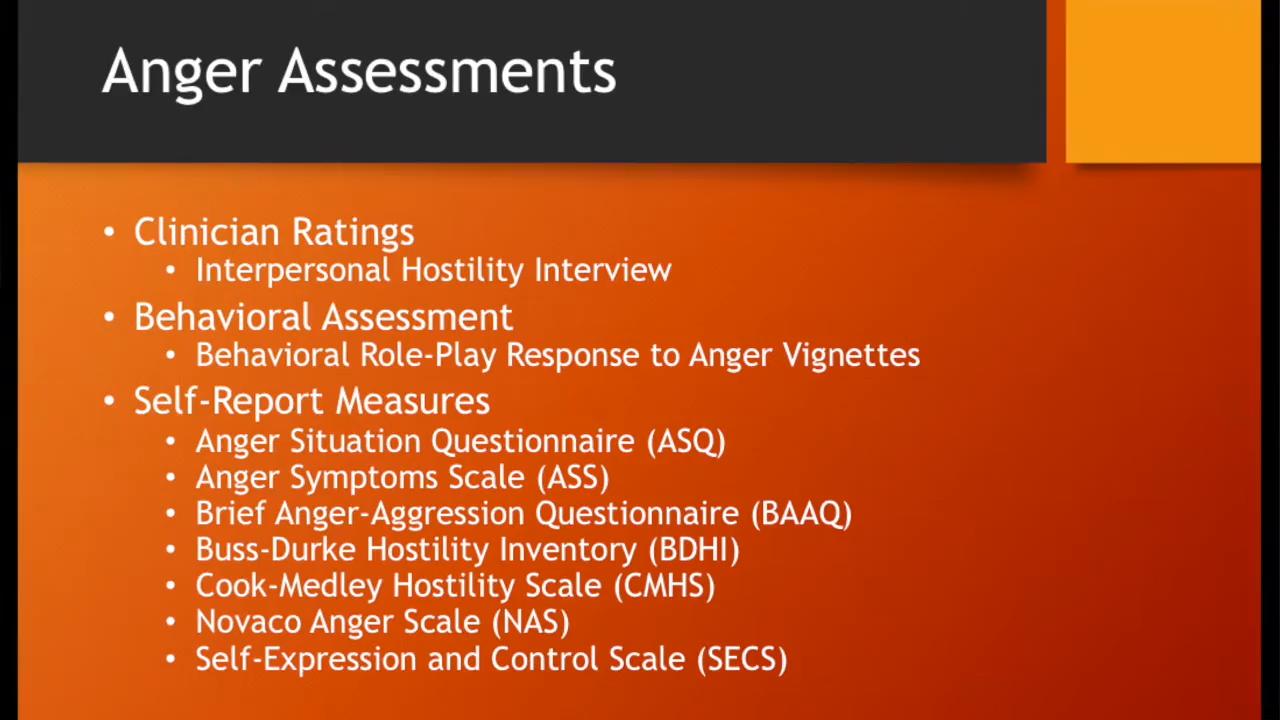 Anger Assessments
• Clinician Ratings
• Interpersonal Hostility Interview
• Behavioral Assessment
• Behavioral Role-Play Response to Anger Vignettes
• Self-Report Measures
• Anger Situation Questionnaire (ASQ)
• Anger Symptoms Scale (ASS)
• Brief Anger-Aggression Questionnaire (BAAQ)
• Buss-Durke Hostility Inventory (BDHI)
• Cook-Medley Hostility Scale (CMHS)
• Novaco Anger Scale (NAS)
• Self-Expression and Control Scale (SECS)